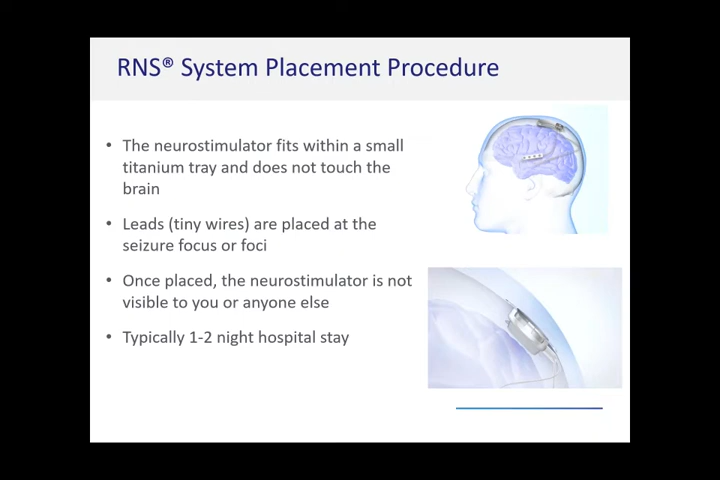 RNS® System Placement Procedure
• The neurostimulator fits within a small
titanium tray and does not touch the
brain
• Leads (tiny wires) are placed at the
seizure focus or foci
• Once placed, the neurostimulator is not
visible to you or anyone else
• Typically 1-2 night hospital stay